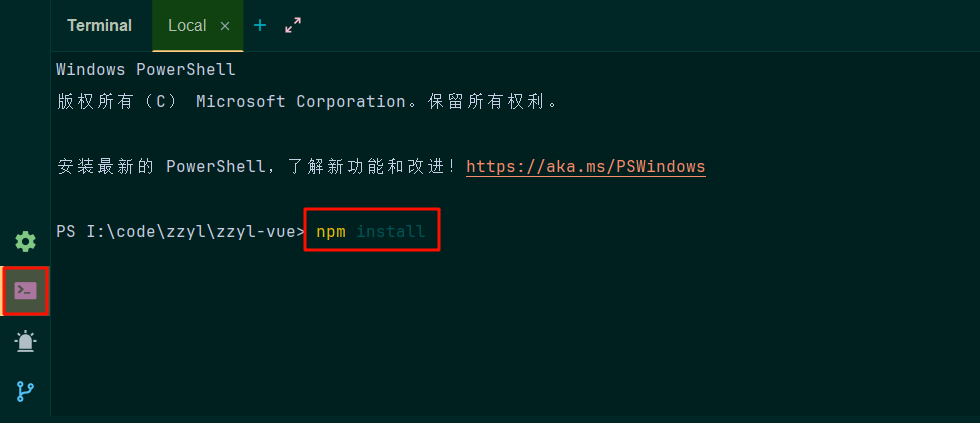 Terminal Local
Windows PowerShell
版权所有（C） Microsoft Corporation。保留所有权利。
安装最新的 PowerShell，了解新功能和改进！https://aka.ms/PSWindows
PS I:\code\zzyl\zzyl-vue> npm install